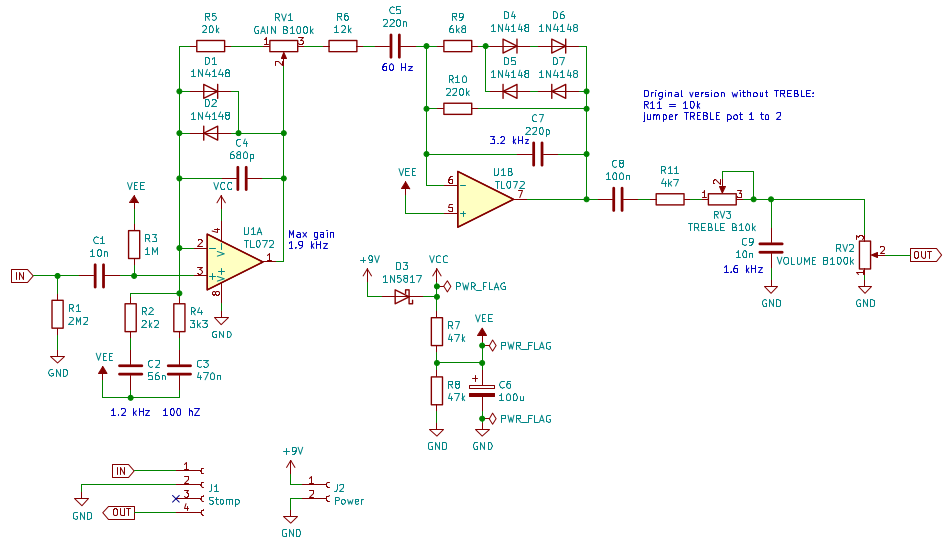 R5
20k
RV1
GAIN B100k
1
3
2
R6
12k
C5
220n
60 Hz
R9
6k8
D4
1N4148
D6
1N4148
D5
1N4148
D7
1N4148
R10
220k
C7
220p
3.2 kHz
D1
1N4148
D2
1N4148
C4
680p
VCC
U1A
TL072
4
V-
2
-
3
+
V+
8
1
GND
Max gain
1.9 kHz
VEE
R3
1M
C1
10n
IN
R1
2M2
GND
R2
2k2
R4
3k3
VEE
C2
56n
C3
470n
1.2 kHz
100 hZ
VEE
U1B
TL072
6
-
5
+
7
Original version without TREBLE:
R11 = 10k
jumper TREBLE pot 1 to 2
C8
100n
R11
4k7
2
1
3
RV3
TREBLE B10k
C9
10n
1.6 kHz
GND
RV2
VOLUME B100k
3
2
1
OUT
GND
+9V
D3
1N5817
VCC
PWR_FLAG
R7
47k
VEE
PWR_FLAG
R8
47k
+
C6
100u
PWR_FLAG
GND
GND
IN
1
2
3
4
J1
Stomp
GND
OUT
+9V
1
2
J2
Power
GND